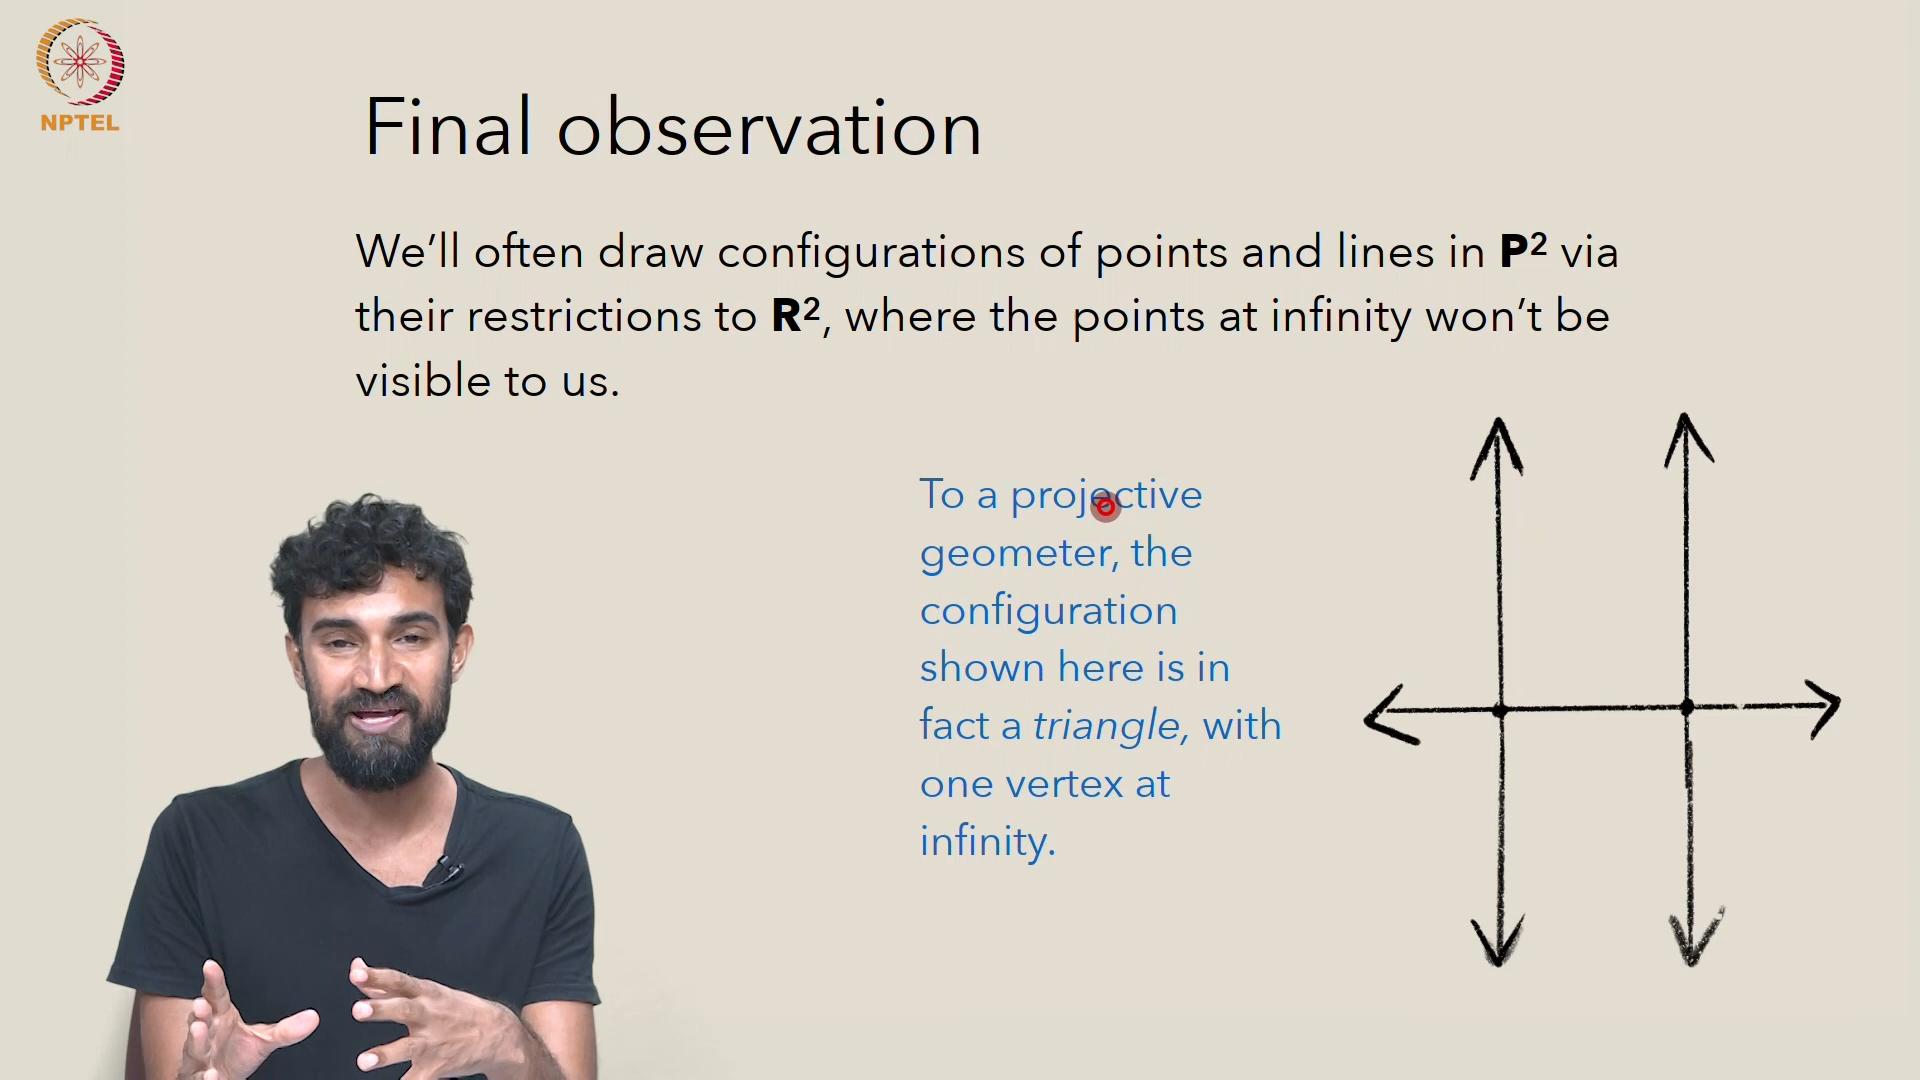 NPTEL
Final observation
We'll often draw configurations of points and lines in P² via
their restrictions to R², where the points at infinity won't be
visible to us.
To a projective
geometer, the
configuration
shown here is in
fact a triangle, with
one vertex at
infinity.